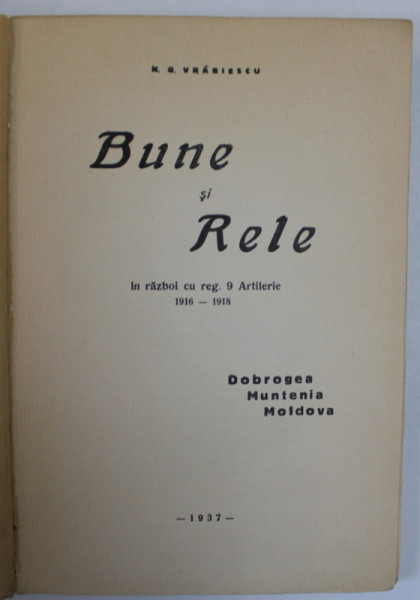 N. G. VRĂBIESCU
Bune
și
Rele
In război cu reg. 9 Artilerie
1916 — 1918
Dobrogea
Muntenia
Moldova
— 1937 —